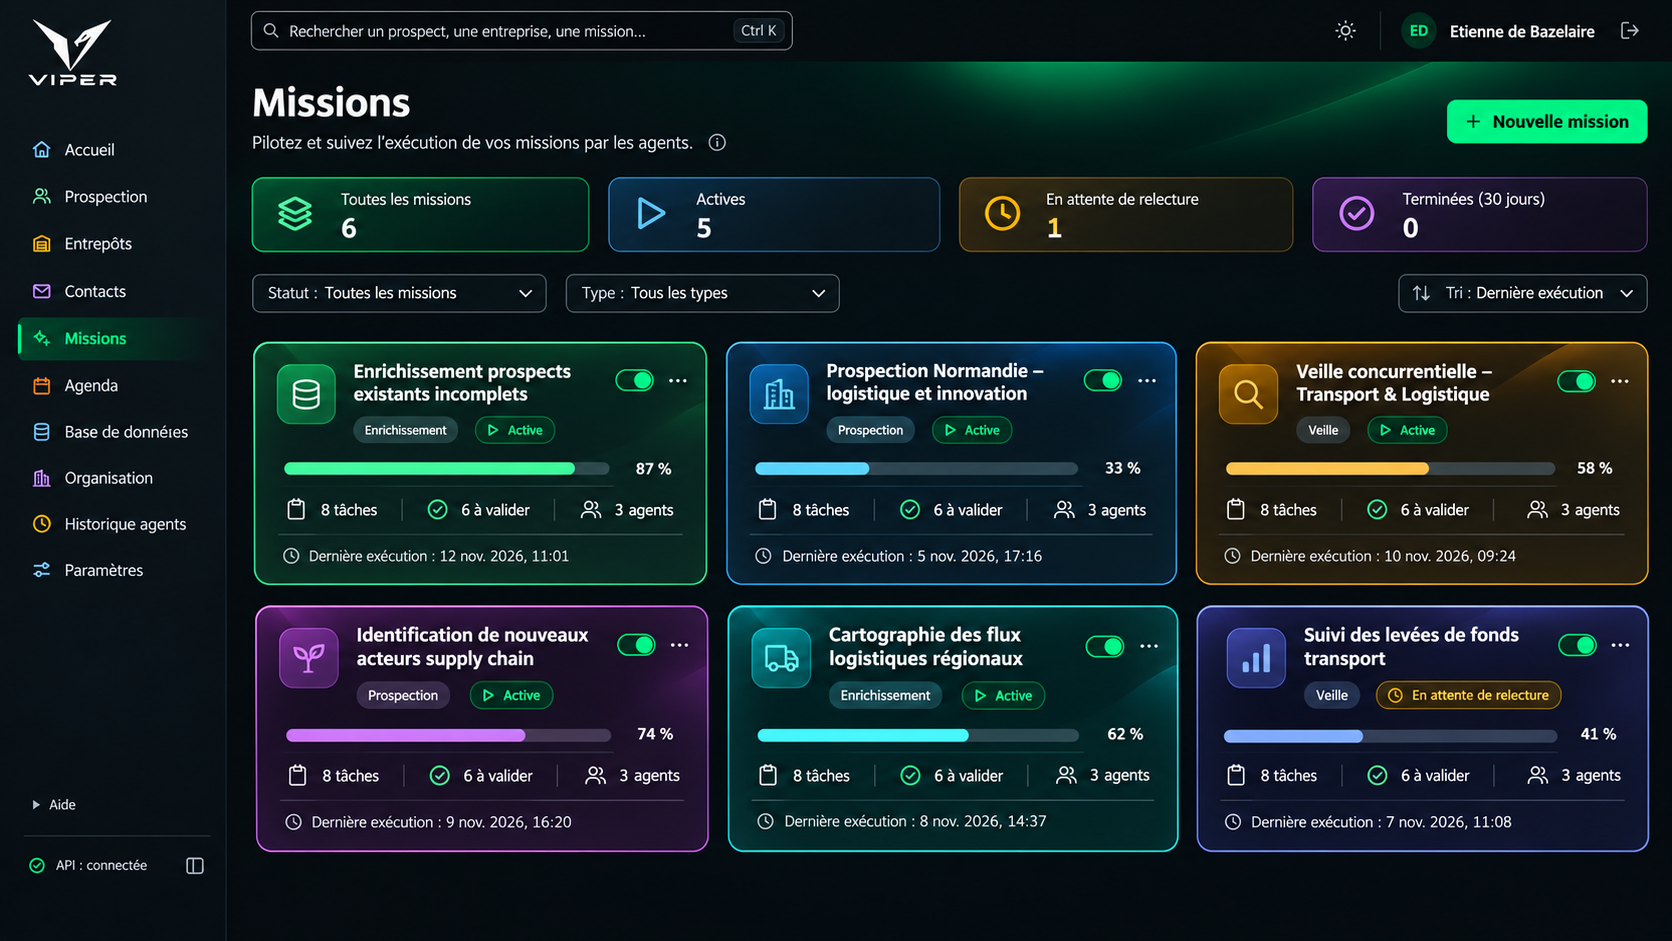 VIPER
Rechercher un prospect, une entreprise, une mission...
Ctrl K
ED
Etienne de Bazelaire
Accueil
Prospection
Entrepôts
Contacts
Missions
Agenda
Base de données
Organisation
Historique agents
Paramètres
Aide
API : connectée
Missions
Pilotez et suivez l'exécution de vos missions par les agents.
+ Nouvelle mission
Toutes les missions
6
Actives
5
En attente de relecture
1
Terminées (30 jours)
0
Statut : Toutes les missions
Type : Tous les types
Tri : Dernière exécution
Enrichissement prospects
existants incomplets
Enrichissement
Active
87 %
8 tâches
6 à valider
3 agents
Dernière exécution : 12 nov. 2026, 11:01
Prospection Normandie –
logistique et innovation
Prospection
Active
33 %
8 tâches
6 à valider
3 agents
Dernière exécution : 5 nov. 2026, 17:16
Veille concurrentielle –
Transport & Logistique
Veille
Active
58 %
8 tâches
6 à valider
3 agents
Dernière exécution : 10 nov. 2026, 09:24
Identification de nouveaux
acteurs supply chain
Prospection
Active
74 %
8 tâches
6 à valider
3 agents
Dernière exécution : 9 nov. 2026, 16:20
Cartographie des flux
logistiques régionaux
Enrichissement
Active
62 %
8 tâches
6 à valider
3 agents
Dernière exécution : 8 nov. 2026, 14:37
Suivi des levées de fonds
transport
Veille
En attente de relecture
41 %
8 tâches
6 à valider
3 agents
Dernière exécution : 7 nov. 2026, 11:08